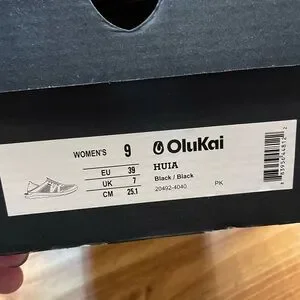 WOMEN'S 9
EU 39
UK 7
CM 25.1
OluKai
HUIA
Black / Black
20492-4040
PK